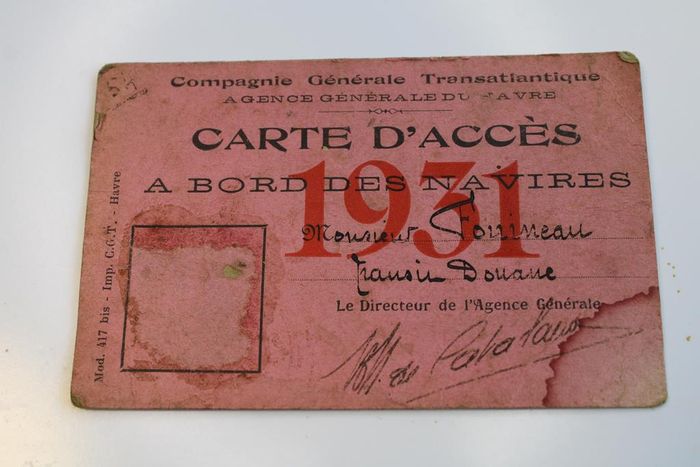 Compagnie Générale Transatlantique
AGENCE GÉNÉRALE DU HAVRE
CARTE D'ACCÈS
A BORD DES NAVIRES
1931
Monsieur
Transit Douane
Le Directeur de l'Agence Générale
Mod. 417 bis - Imp. C.G.T. - Havre